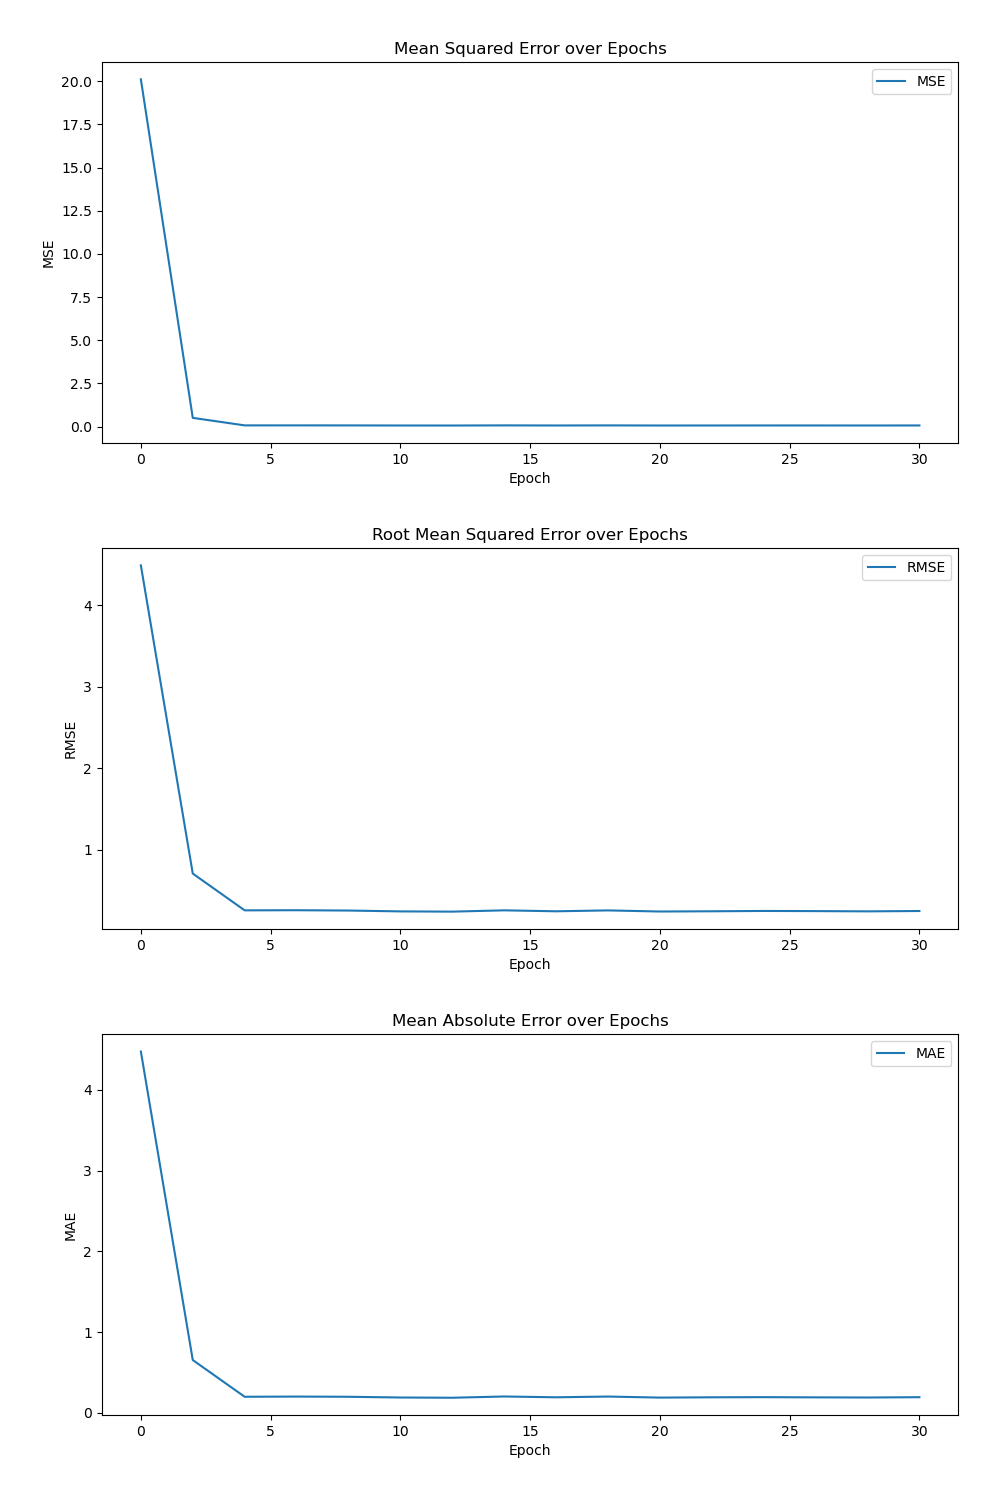 Mean Squared Error over Epochs
MSE
20.0
17.5
15.0
12.5
10.0
7.5
5.0
2.5
0.0
MSE
0 5 10 15 20 25 30
Epoch
Root Mean Squared Error over Epochs
RMSE
4
3
2
1
RMSE
0 5 10 15 20 25 30
Epoch
Mean Absolute Error over Epochs
MAE
4
3
2
1
0
MAE
0 5 10 15 20 25 30
Epoch